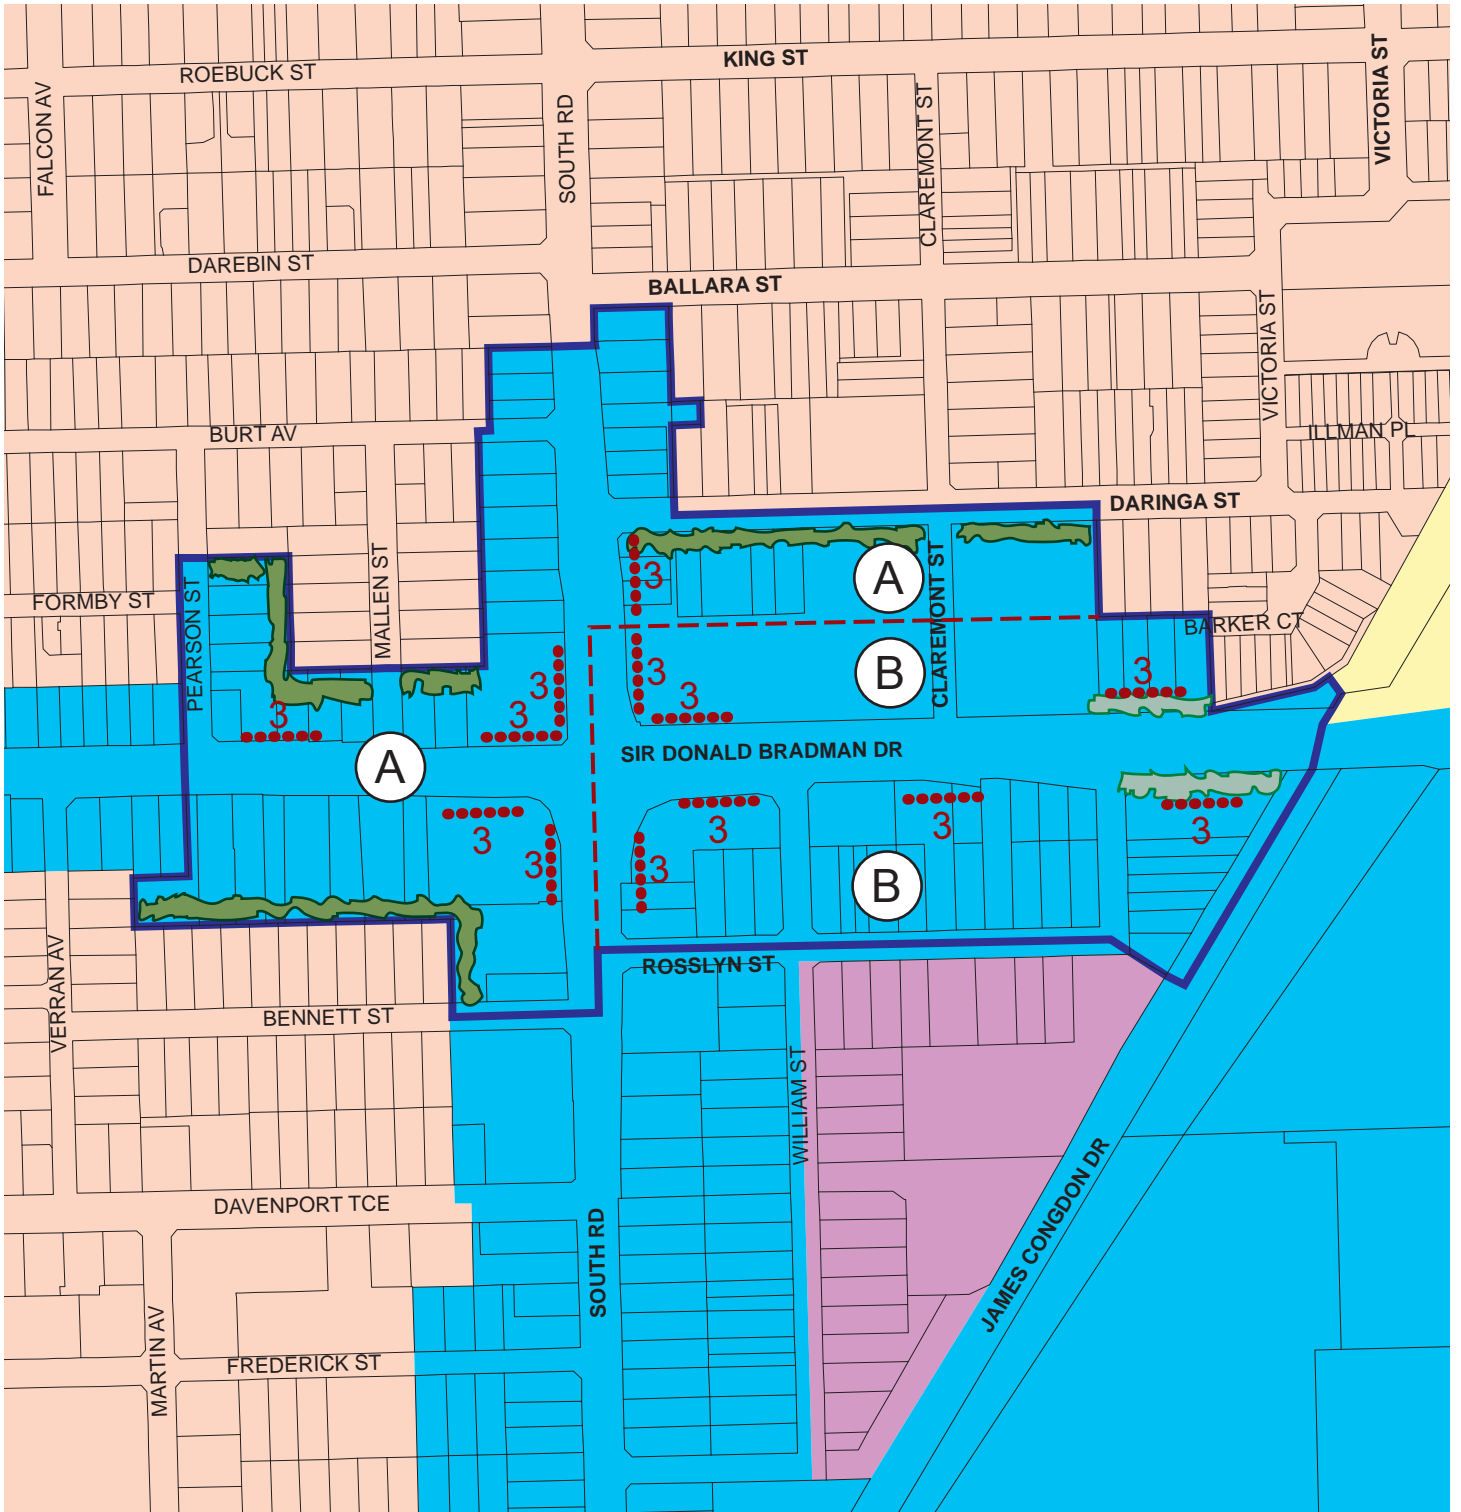 KING ST
ROEBUCK ST
VICTORIA ST
FALCON AV
SOUTH RD
CLAREMONT ST
DAREBIN ST
BALLARA ST
VICTORIA ST
BURT AV
ILLMAN PL
DARINGA ST
MALLEN ST
3
A
CLAREMONT ST
FORMBY ST
PEARSON ST
BARKER CT
3
3
B
3
3
3
3
3
SIR DONALD BRADMAN DR
A
3
3
3
3
3
3
B
VERRAN AV
ROSSLYN ST
BENNETT ST
WILLIAM ST
DAVENPORT TCE
JAMES CONGDON DR
SOUTH RD
MARTIN AV
FREDERICK ST